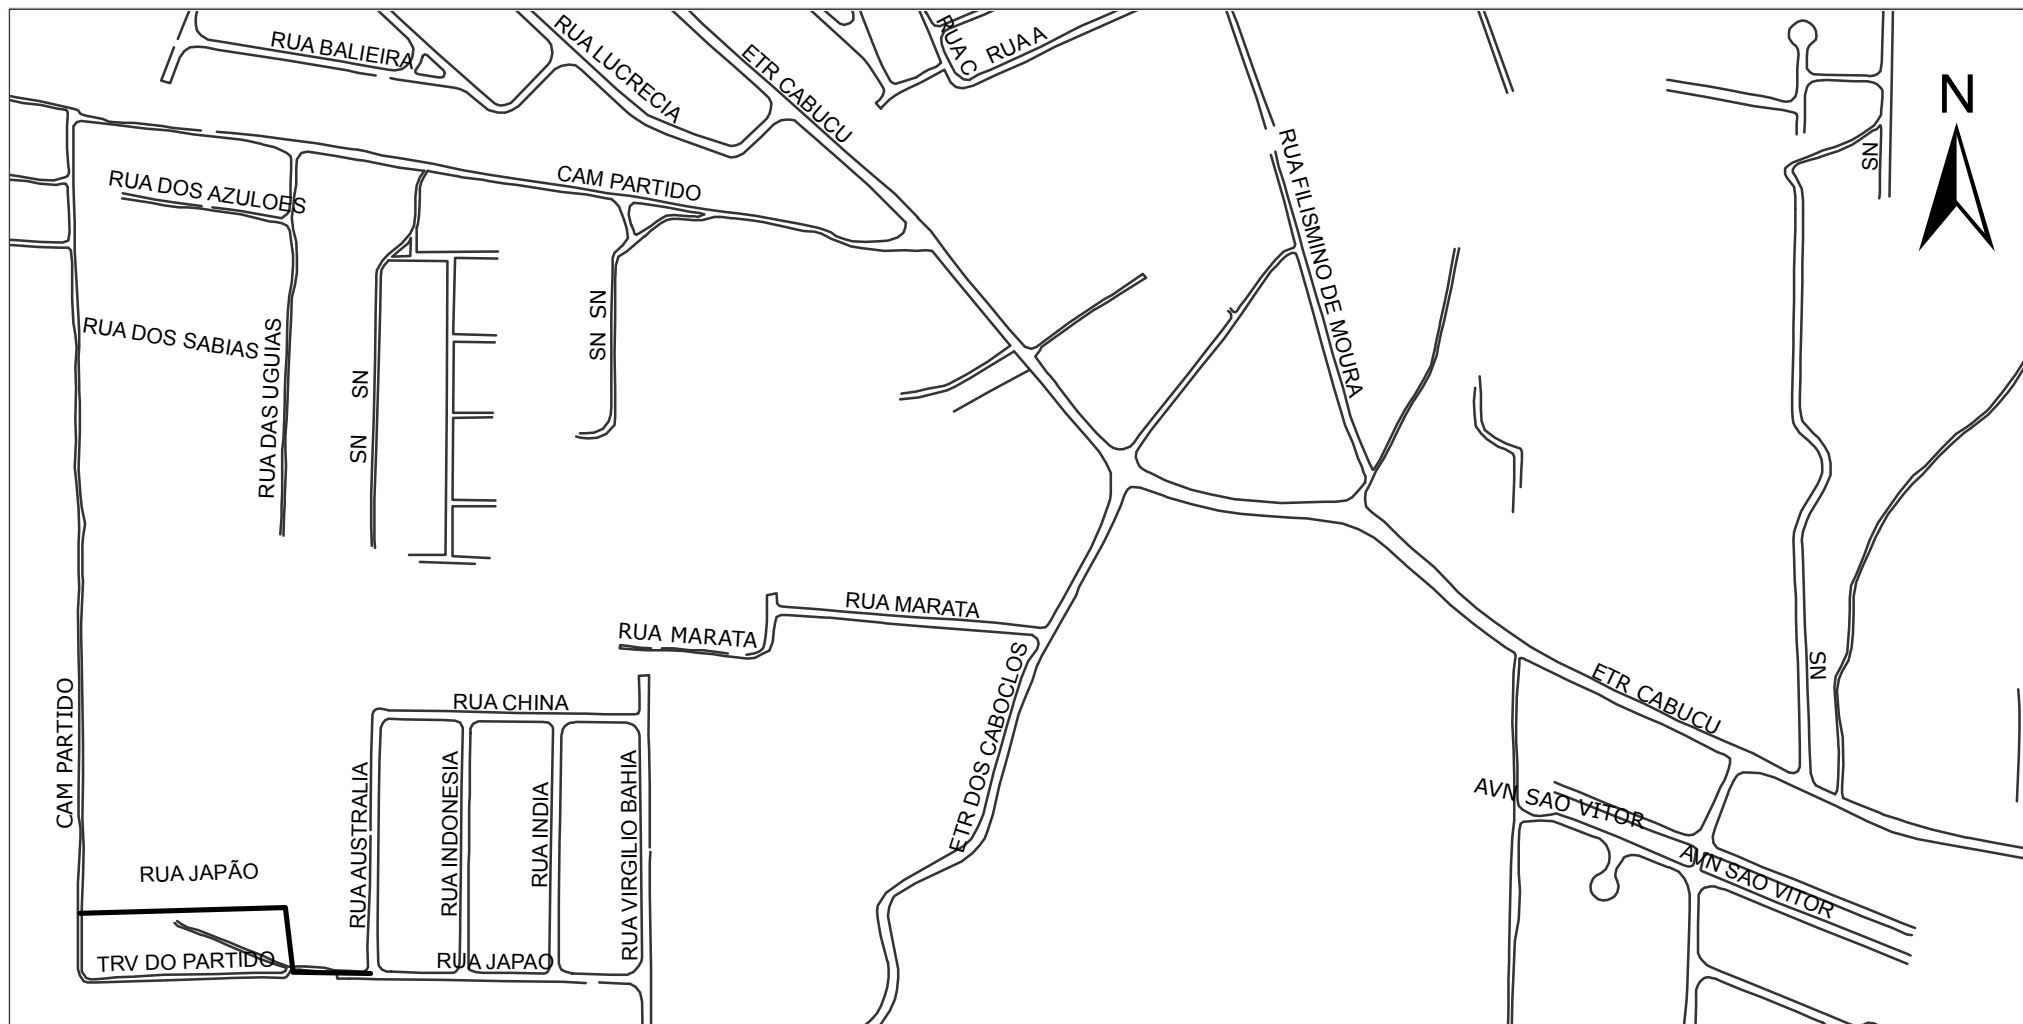 RUA BALIEIRA
RUA LUCRECIA
ETR CABUCU
RUA C
RUA A
N
RUA DOS AZULOES
CAM PARTIDO
RUA FILISMINO DE MOURA
SN
RUA DOS SABIAS
RUA DAS UGUIAS
SN
SN
SN
SN
RUA MARATA
RUA MARATA
ETR DOS CABOCLOS
ETR CABUCU
SN
CAM PARTIDO
RUA CHINA
RUA AUSTRALIA
RUA INDONESIA
RUA INDIA
RUA VIRGILIO BAHIA
AVN SAO VITOR
AVN SAO VITOR
RUA JAPÃO
TRV DO PARTIDO
RUA JAPAO